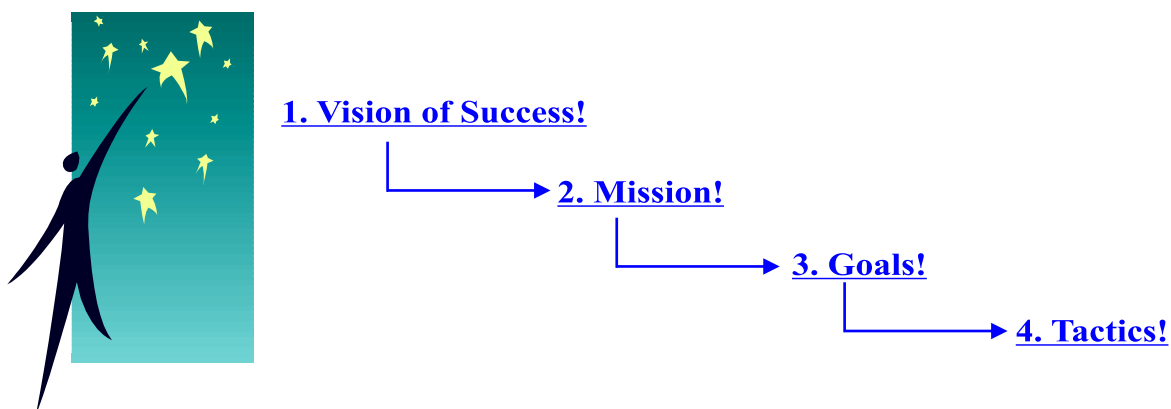 1. Vision of Success!
2. Mission!
3. Goals!
4. Tactics!